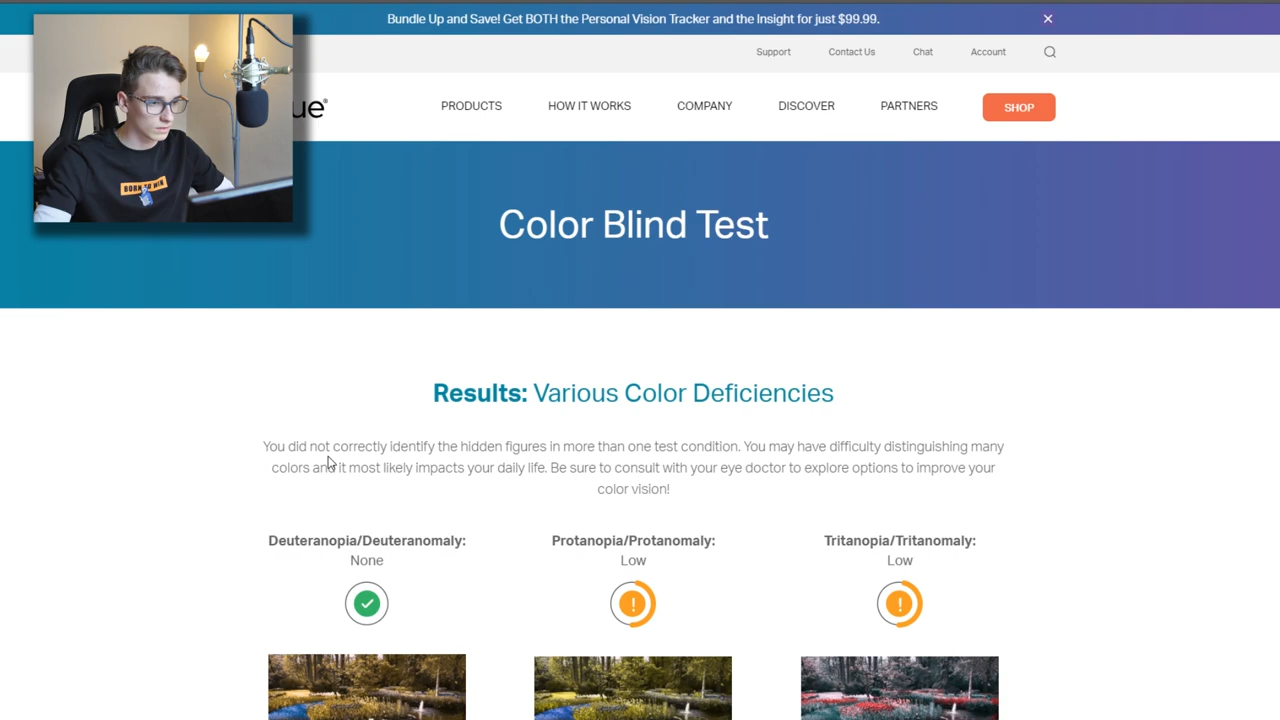 Bundle Up and Save! Get BOTH the Personal Vision Tracker and the Insight for just $99.99.
Support Contact Us Chat Account
ue®
PRODUCTS HOW IT WORKS COMPANY DISCOVER PARTNERS SHOP
BORN TO WIN
Color Blind Test
Results: Various Color Deficiencies
You did not correctly identify the hidden figures in more than one test condition. You may have difficulty distinguishing many
colors and it most likely impacts your daily life. Be sure to consult with your eye doctor to explore options to improve your
color vision!
Deuteranopia/Deuteranomaly: Protanopia/Protanomaly: Tritanopia/Tritanomaly:
None Low Low